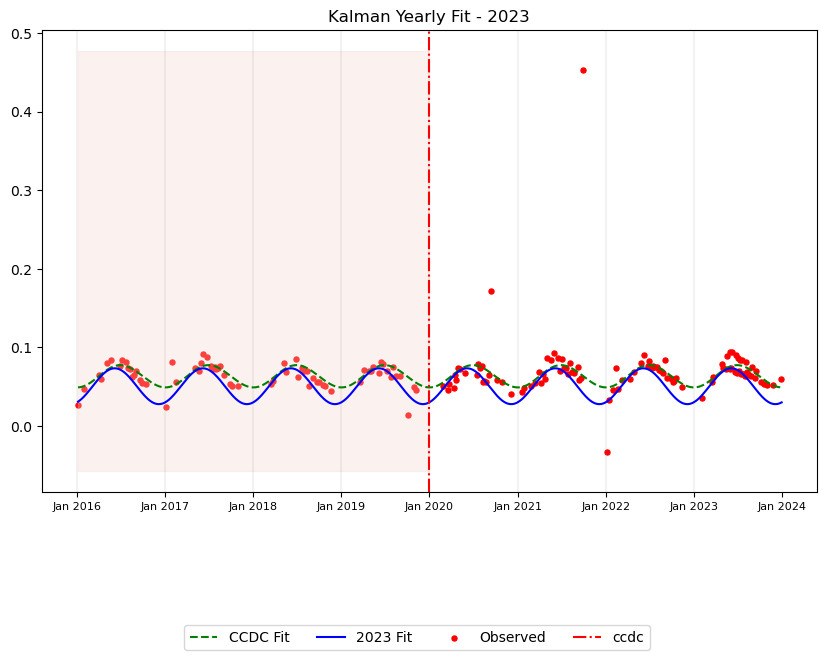 Kalman Yearly Fit - 2023
0.5
0.4
0.3
0.2
0.1
0.0
Jan 2016 Jan 2017 Jan 2018 Jan 2019 Jan 2020 Jan 2021 Jan 2022 Jan 2023 Jan 2024
CCDC Fit 2023 Fit Observed ccdc